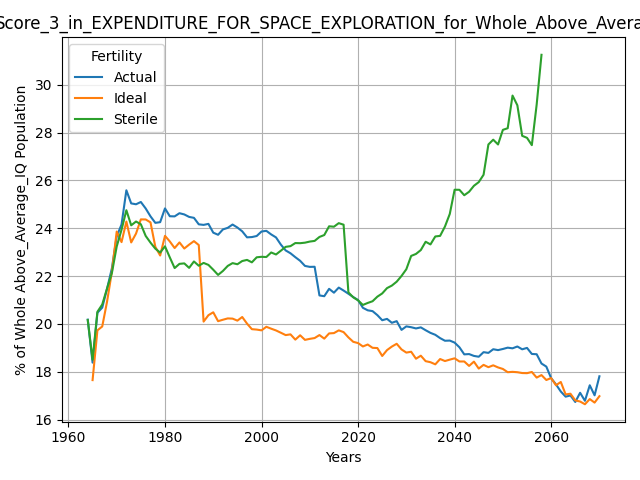 Score_3_in_EXPENDITURE_FOR_SPACE_EXPLORATION_for_Whole_Above_Avera
Fertility
Actual
Ideal
Sterile
% of Whole Above_Average_IQ Population
30
28
26
24
22
20
18
16
1960 1980 2000 2020 2040 2060
Years